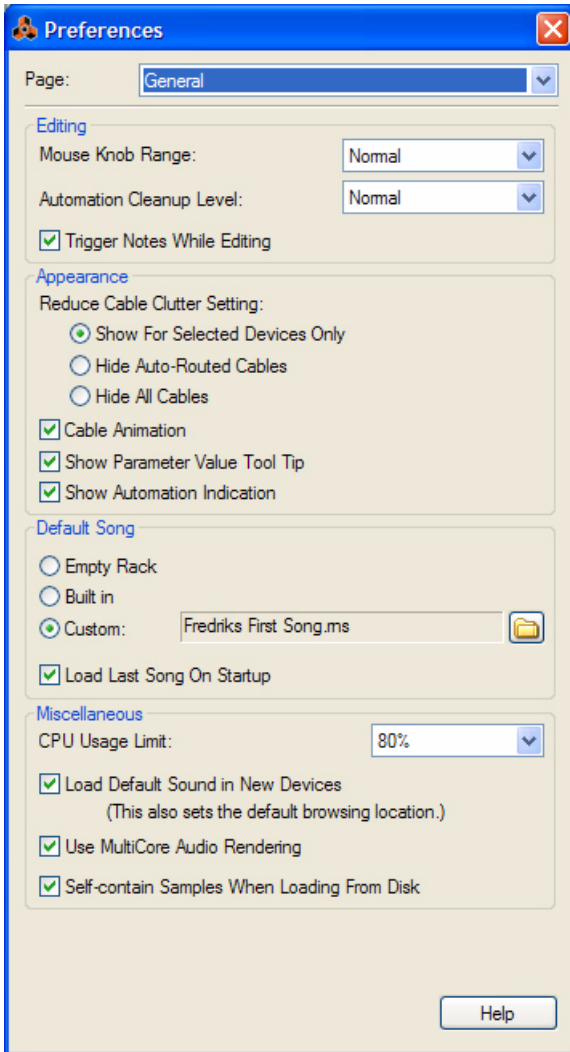 Preferences
Page: General
Editing
Mouse Knob Range: Normal
Automation Cleanup Level: Normal
Trigger Notes While Editing
Appearance
Reduce Cable Clutter Setting:
Show For Selected Devices Only
Hide Auto-Routed Cables
Hide All Cables
Cable Animation
Show Parameter Value Tool Tip
Show Automation Indication
Default Song
Empty Rack
Built in
Custom: Fredriks First Song.rns
Load Last Song On Startup
Miscellaneous
CPU Usage Limit: 80%
Load Default Sound in New Devices
(This also sets the default browsing location.)
Use MultiCore Audio Rendering
Self-contain Samples When Loading From Disk
Help